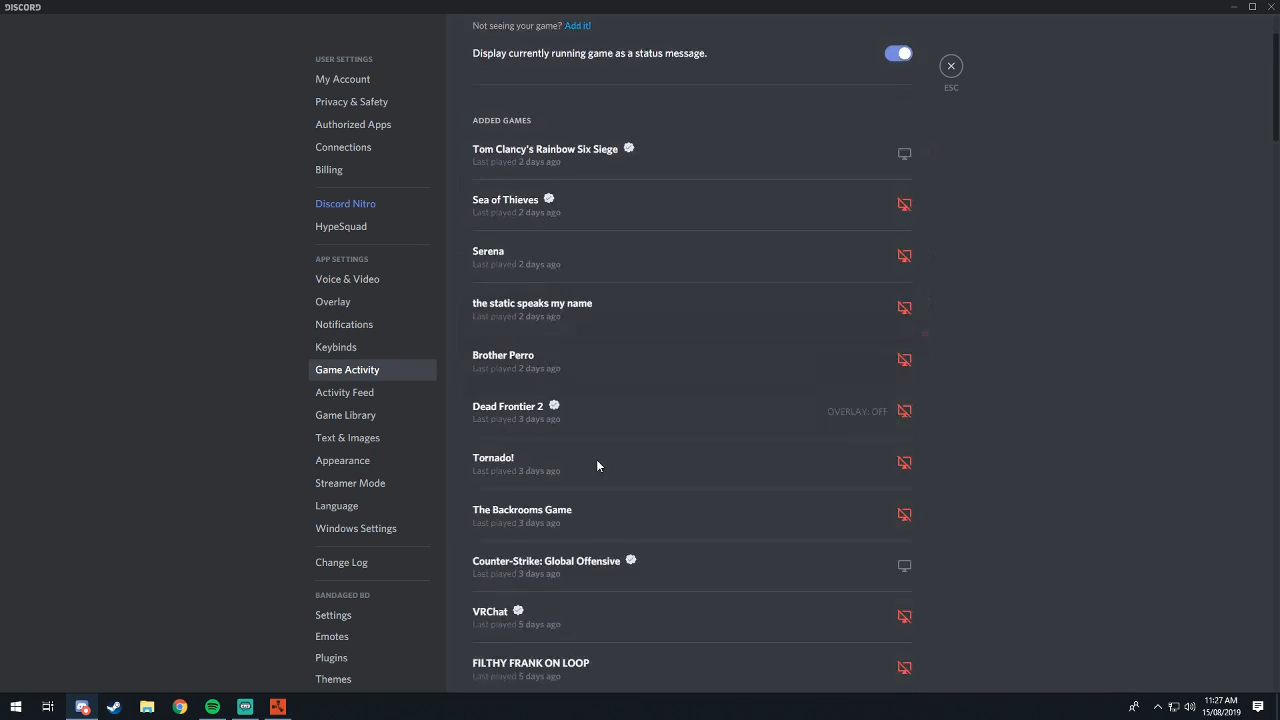 DISCORD
USER SETTINGS
My Account
Privacy & Safety
Authorized Apps
Connections
Billing
Discord Nitro
HypeSquad
APP SETTINGS
Voice & Video
Overlay
Notifications
Keybinds
Game Activity
Activity Feed
Game Library
Text & Images
Appearance
Streamer Mode
Language
Windows Settings
Change Log
BANDAGED BD
Settings
Emotes
Plugins
Themes
Not seeing your game? Add it!
Display currently running game as a status message.
ESC
ADDED GAMES
Tom Clancy's Rainbow Six Siege
Last played 2 days ago
Sea of Thieves
Last played 2 days ago
Serena
Last played 2 days ago
the static speaks my name
Last played 2 days ago
Brother Perro
Last played 2 days ago
Dead Frontier 2
Last played 3 days ago
OVERLAY: OFF
Tornado!
Last played 3 days ago
The Backrooms Game
Last played 3 days ago
Counter-Strike: Global Offensive
Last played 3 days ago
VRChat
Last played 5 days ago
FILTHY FRANK ON LOOP
Last played 5 days ago
11:27 AM
15/08/2019